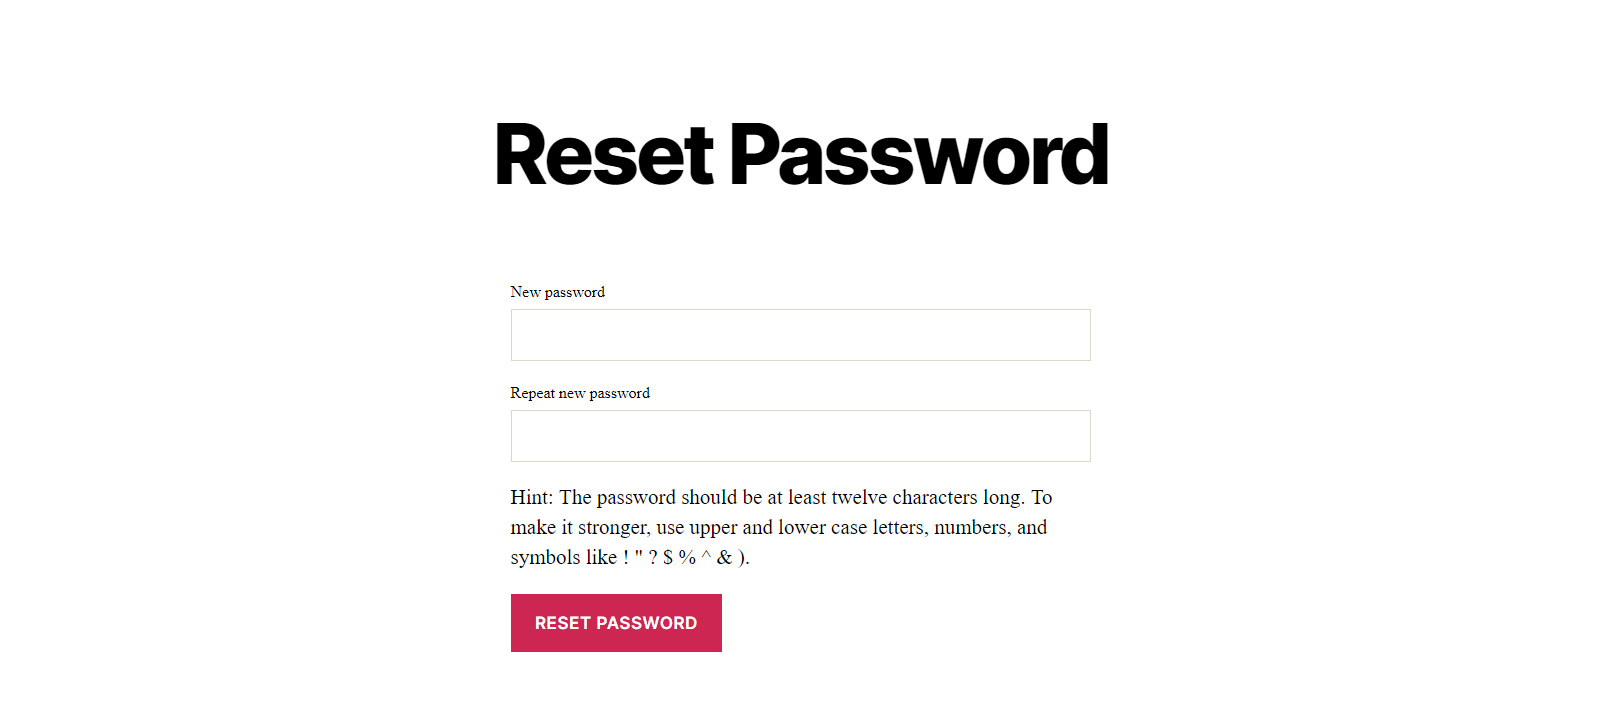 Reset Password
New password
Repeat new password
Hint: The password should be at least twelve characters long. To
make it stronger, use upper and lower case letters, numbers, and
symbols like ! " ? $ % ^ & ).
RESET PASSWORD